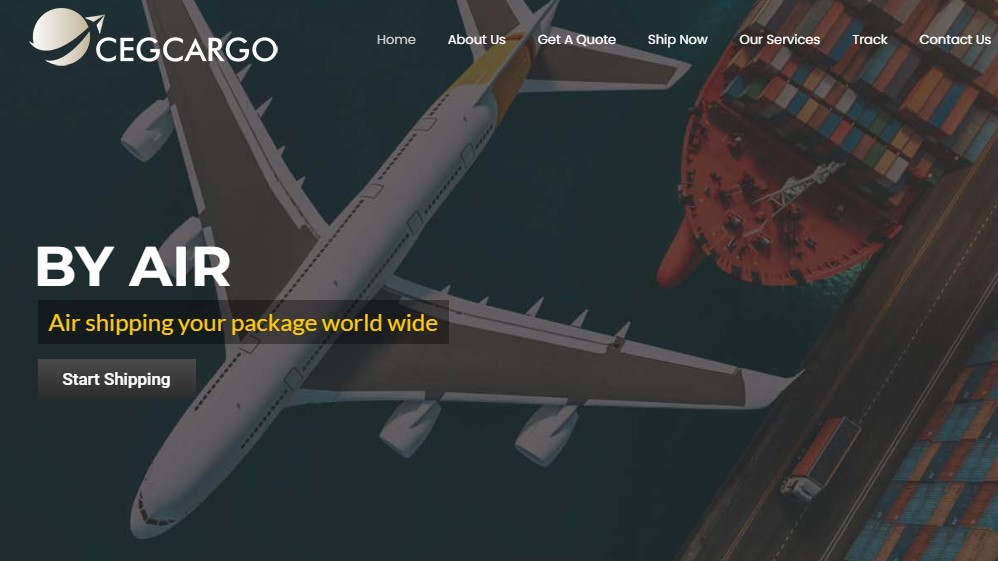 CEGCARGO
Home About Us Get A Quote Ship Now Our Services Track Contact Us
BY AIR
Air shipping your package world wide
Start Shipping